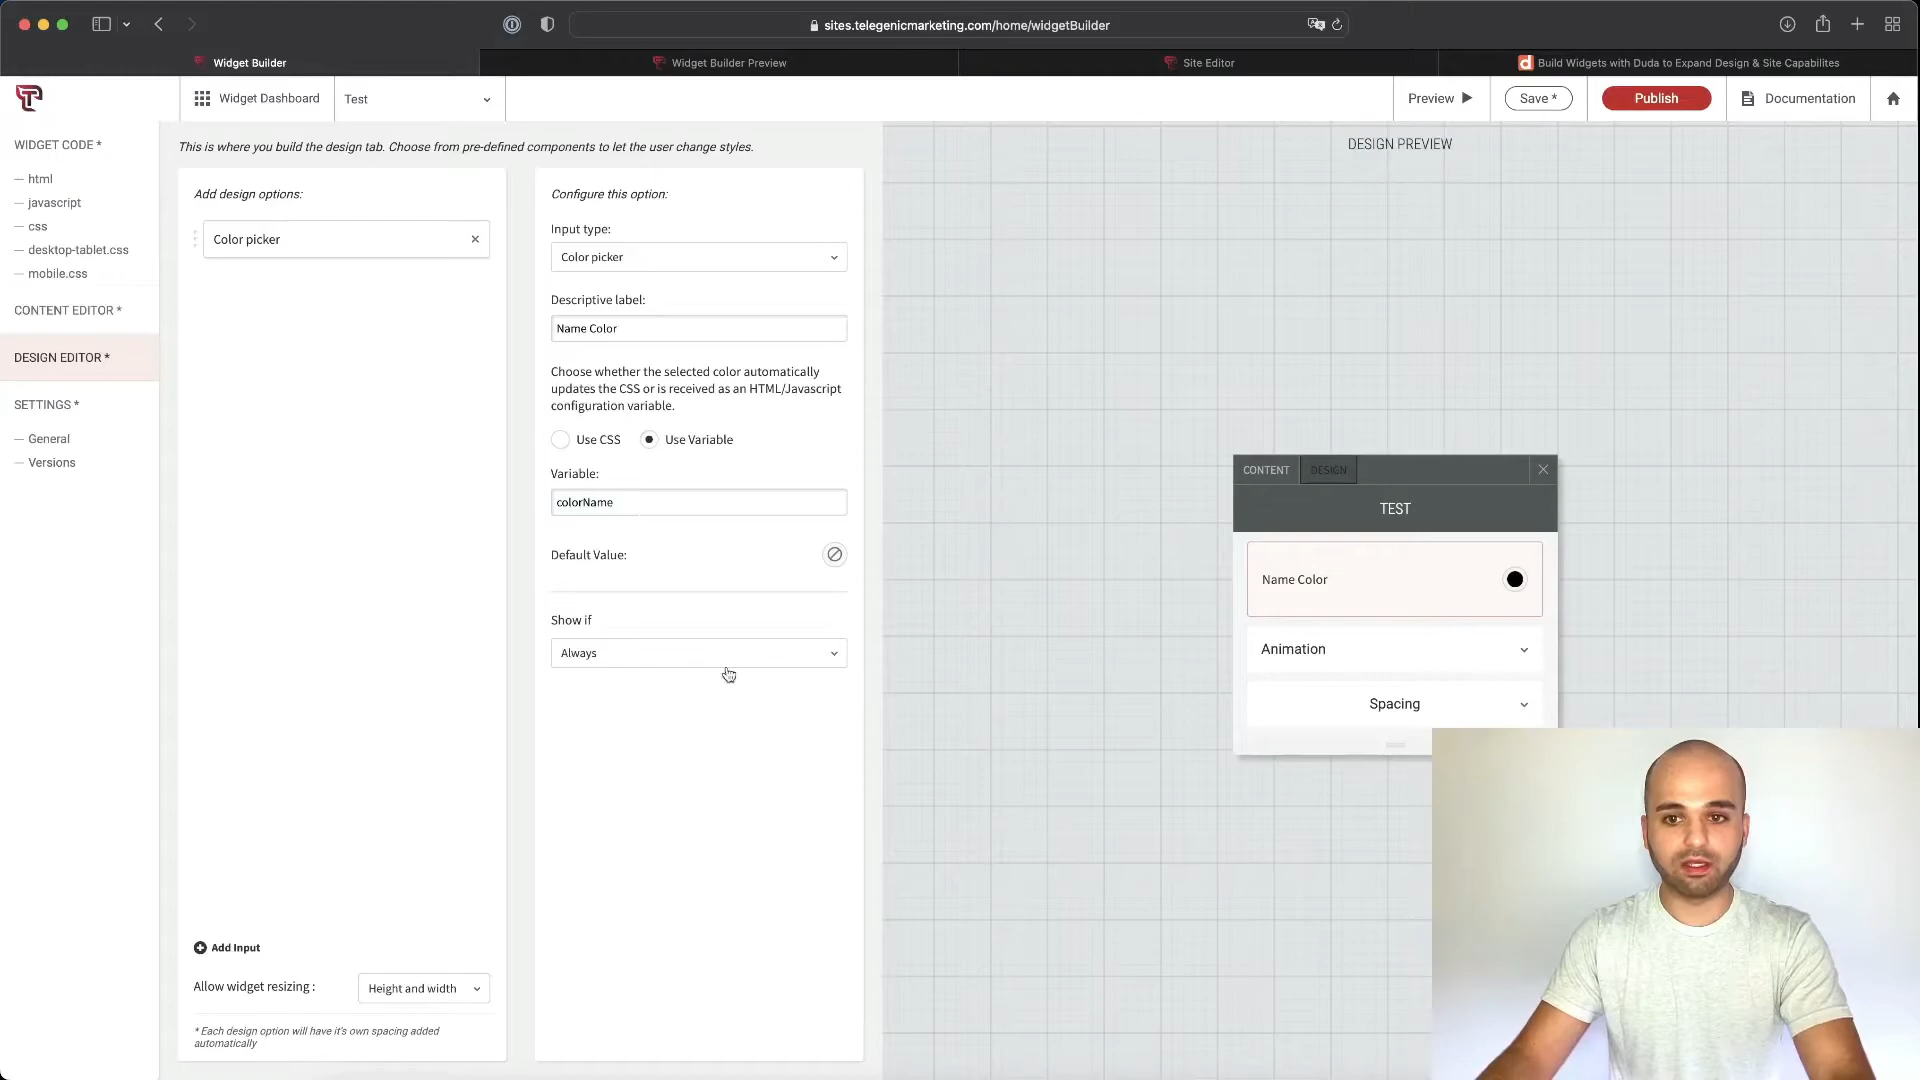 sites.telegenicmarketing.com/home/widgetBuilder
Widget Builder
Widget Builder Preview
Site Editor
Build Widgets with Duda to Expand Design & Site Capabilites
Widget Dashboard
Test
Preview
Save *
Publish
Documentation
WIDGET CODE *
html
javascript
css
desktop-tablet.css
mobile.css
CONTENT EDITOR *
DESIGN EDITOR *
SETTINGS *
General
Versions
This is where you build the design tab. Choose from pre-defined components to let the user change styles.
Add design options:
Color picker
Add Input
Allow widget resizing :
Height and width
* Each design option will have it's own spacing added
automatically
Configure this option:
Input type:
Color picker
Descriptive label:
Name Color
Choose whether the selected color automatically
updates the CSS or is received as an HTML/Javascript
configuration variable.
Use CSS
Use Variable
Variable:
colorName
Default Value:
Show if
Always
DESIGN PREVIEW
CONTENT
DESIGN
TEST
Name Color
Animation
Spacing